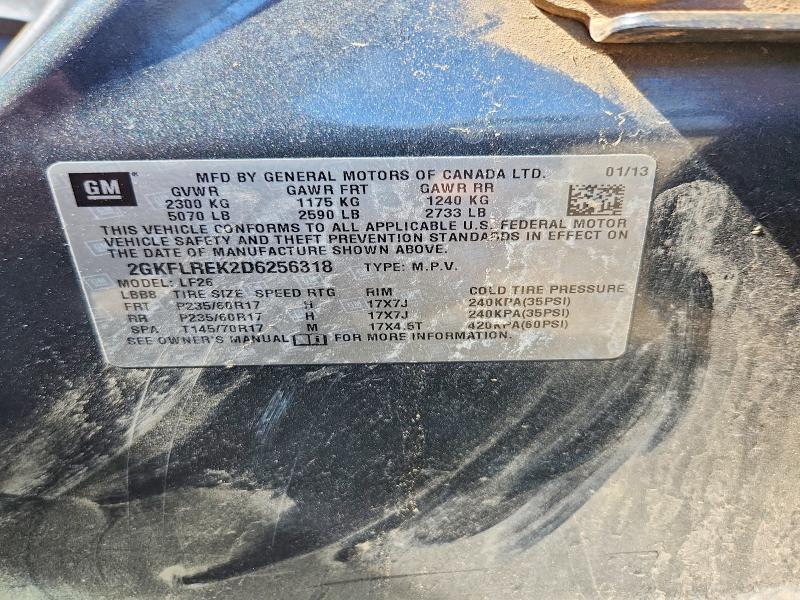 GM MFD BY GENERAL MOTORS OF CANADA LTD. 01/13
GVWR GAWR FRT GAWR RR
2300 KG 1175 KG 1240 KG
5070 LB 2590 LB 2733 LB
THIS VEHICLE CONFORMS TO ALL APPLICABLE U.S. FEDERAL MOTOR
VEHICLE SAFETY AND THEFT PREVENTION STANDARDS IN EFFECT ON
THE DATE OF MANUFACTURE SHOWN ABOVE.
2GKFLREK2D6256318 TYPE: M.P.V.
MODEL: LF26
LBBB TIRE SIZE SPEED RTG RIM COLD TIRE PRESSURE
FRT P235/60R17 H 17X7J 240KPA(35PSI)
RR P235/60R17 H 17X7J 240KPA(35PSI)
SPA T145/70R17 M 17X4.5T 420KPA(60PSI)
SEE OWNER'S MANUAL FOR MORE INFORMATION.